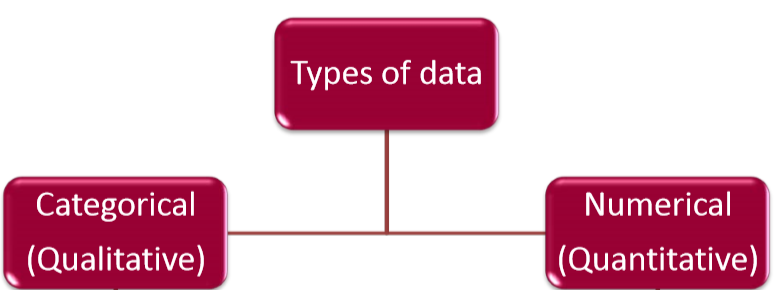 Types of data
Categorical
(Qualitative)
Numerical
(Quantitative)